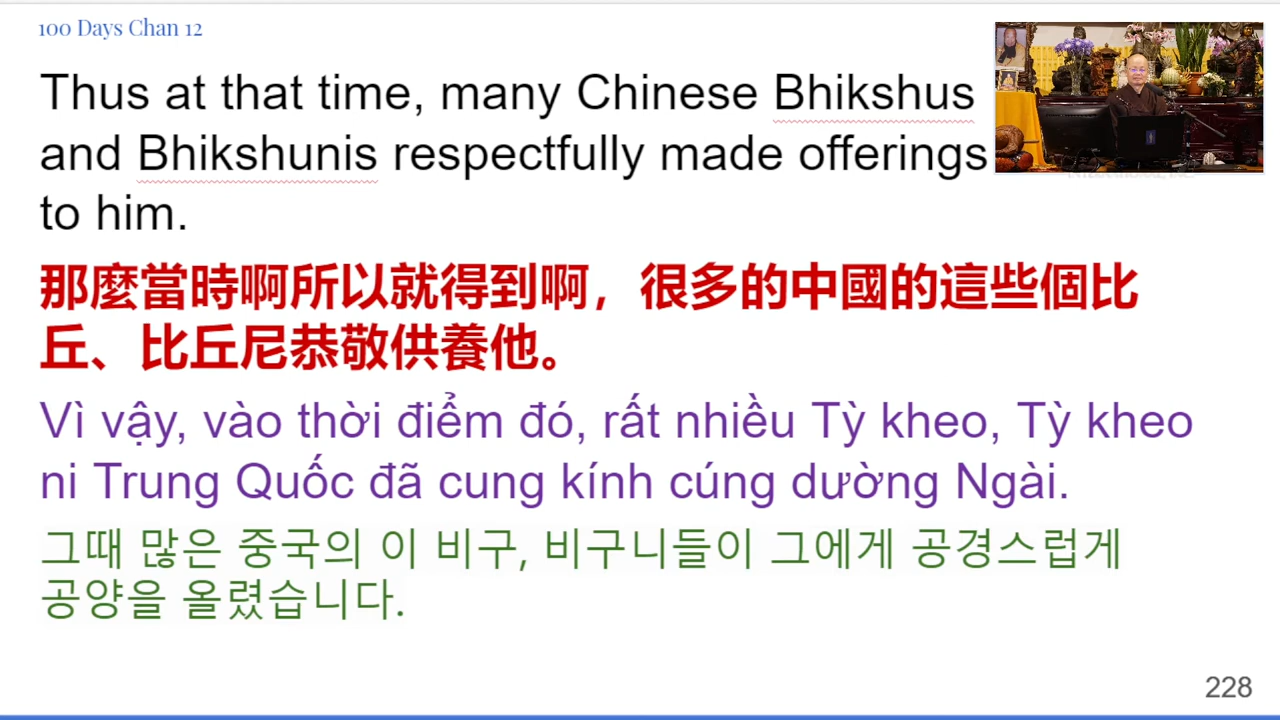 100 Days Chan 12
Thus at that time, many Chinese Bhikshus
and Bhikshunis respectfully made offerings
to him.
那麼當時啊所以就得到啊，很多的中國的這些個比
丘、比丘尼恭敬供養他。
Vì vậy, vào thời điểm đó, rất nhiều Tỳ kheo, Tỳ kheo
ni Trung Quốc đã cung kính cúng dường Ngài.
그때 많은 중국의 이 비구, 비구니들이 그에게 공경스럽게
공양을 올렸습니다.
228